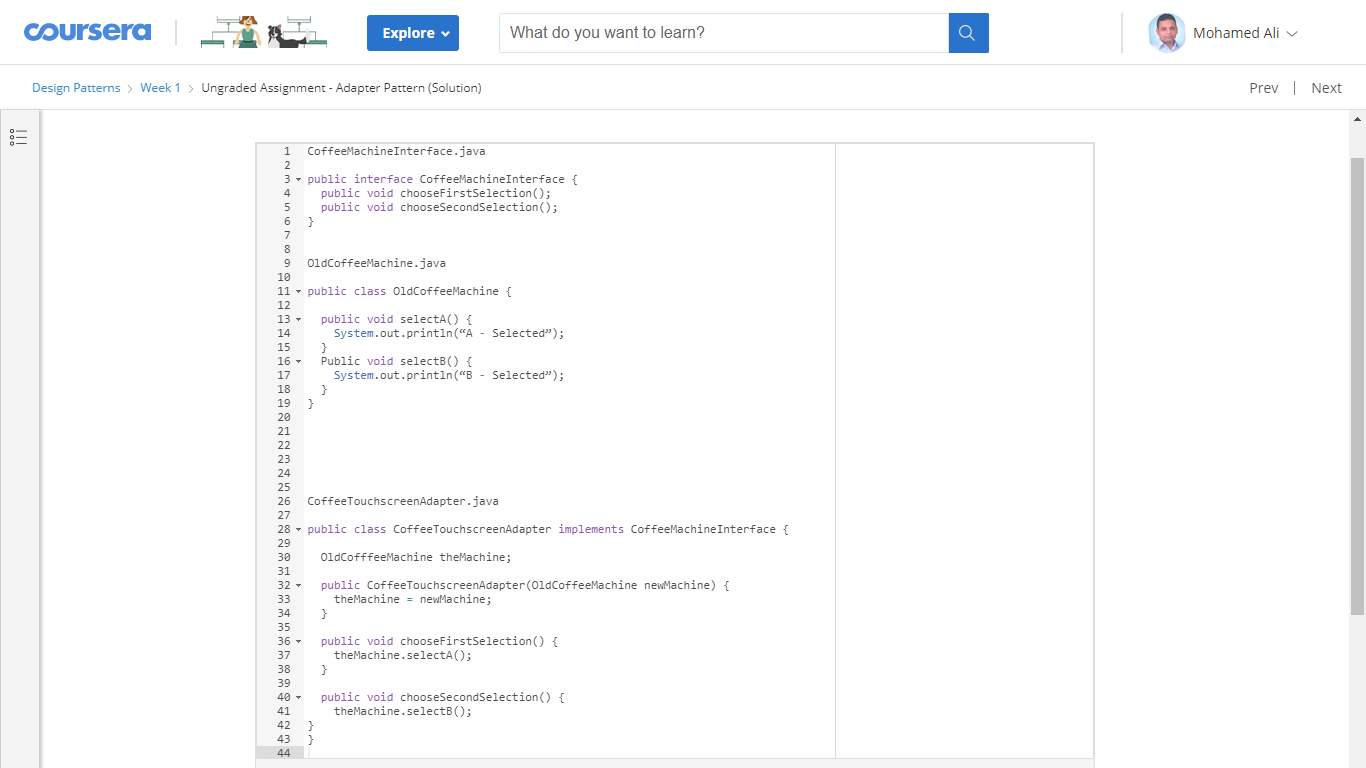 coursera
Explore
What do you want to learn?
Mohamed Ali
Design Patterns > Week 1 > Ungraded Assignment - Adapter Pattern (Solution)
Prev | Next
1 CoffeeMachineInterface.java
2
3 public interface CoffeeMachineInterface {
4 public void chooseFirstSelection();
5 public void chooseSecondSelection();
6 }
7
8
9 OldCoffeeMachine.java
10
11 public class OldCoffeeMachine {
12
13 public void selectA() {
14 System.out.println(“A - Selected”);
15 }
16 Public void selectB() {
17 System.out.println(“B - Selected”);
18 }
19 }
20
21
22
23
24
25
26 CoffeeTouchscreenAdapter.java
27
28 public class CoffeeTouchscreenAdapter implements CoffeeMachineInterface {
29
30 OldCofffeeMachine theMachine;
31
32 public CoffeeTouchscreenAdapter(OldCoffeeMachine newMachine) {
33 theMachine = newMachine;
34 }
35
36 public void chooseFirstSelection() {
37 theMachine.selectA();
38 }
39
40 public void chooseSecondSelection() {
41 theMachine.selectB();
42 }
43 }
44